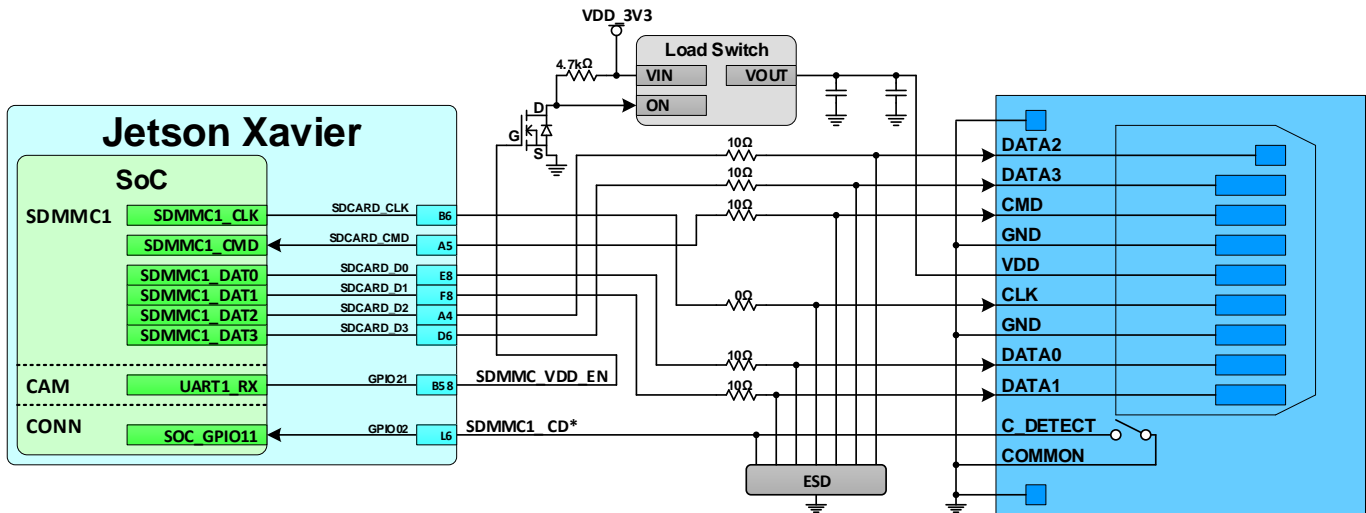 VDD_3V3
Load Switch
4.7kΩ
VIN
VOUT
ON
D
G
S
Jetson Xavier
SoC
SDMMC1
SDMMC1_CLK
SDCARD_CLK
B6
SDMMC1_CMD
SDCARD_CMD
A5
SDMMC1_DAT0
SDCARD_D0
E8
SDMMC1_DAT1
SDCARD_D1
F8
SDMMC1_DAT2
SDCARD_D2
A4
SDMMC1_DAT3
SDCARD_D3
D6
CAM
UART1_RX
GPIO21
B58
SDMMC_VDD_EN
CONN
SOC_GPIO11
GPIO02
L6
SDMMC1_CD*
10Ω
10Ω
10Ω
0Ω
10Ω
10Ω
ESD
DATA2
DATA3
CMD
GND
VDD
CLK
GND
DATA0
DATA1
C_DETECT
COMMON